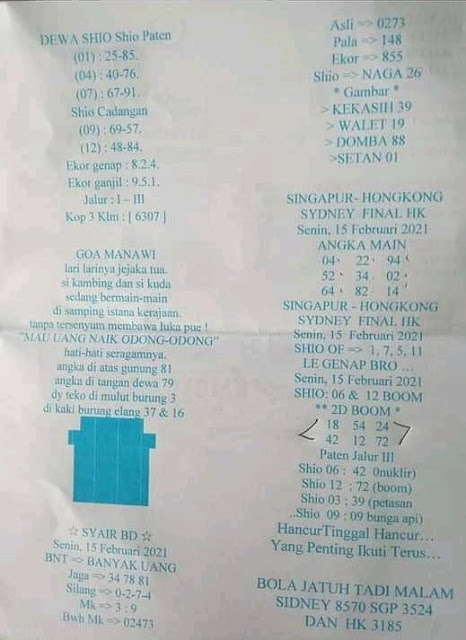 DEWA SHIO Shio Paten
(01) : 25-85.
(04) : 40-76.
(07) : 67-91.
Shio Cadangan
(09) : 69-57.
(12) : 48-84.
Ekor genap : 8.2.4.
Ekor ganjil : 9.5.1.
Jalur : I – III
Kop 3 Klm : [ 6307 ]
GOA MANAWI
lari larinya jejaka tua.
si kambing dan si kuda
sedang bermain-main
di samping istana kerajaan.
tanpa tersenyum membawa luka pue !
"MAU UANG NAIK ODONG-ODONG"
hati-hati seragamnya.
angka di atas gunung 81
angka di tangan dewa 79
dy teko di mulut burung 3
di kaki burung elang 37 & 16
☆ SYAIR BD ☆
Senin, 15 Februari 2021
BNT => BANYAK UANG
Jaga => 34 78 81
Silang => 0-2-7-4
Mk => 3 : 9
Bwh Mk => 02473
Asli => 0273
Pala => 148
Ekor => 855
Shio => NAGA 26
* Gambar *
> KEKASIH 39
> WALET 19
> DOMBA 88
>SETAN 01
SINGAPUR- HONGKONG
SYDNEY FINAL HK
Senin, 15 Februari 2021
ANGKA MAIN
04 22 94
52 34 02
64 82 14
SINGAPUR - HONGKONG
SYDNEY FINAL HK
Senin, 15 Februari 2021
SHIO OF => 1, 7, 5, 11
LE GENAP BRO ...
Senin, 15 Februari 2021
SHIO: 06 & 12 BOOM
** 2D BOOM *
18 54 24
42 12 72
Paten Jalur III
Shio 06 : 42 0nuklir)
Shio 12 : 72 (boom)
Shio 03 : 39 (petasan
..Shio 09 : 09 bunga api)
HancurTinggal Hancur...
Yang Penting Ikuti Terus...
BOLA JATUH TADI MALAM
SIDNEY 8570 SGP 3524
DAN HK 3185